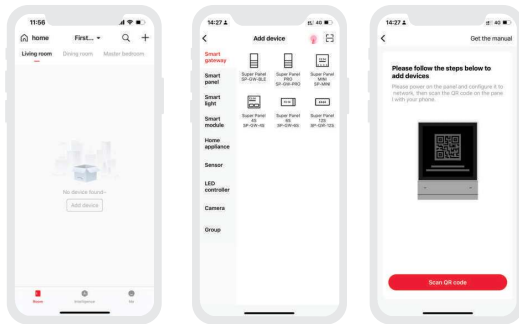 11:56
home
First...
Living room
Dining room
Master bedroom
No device found~
Add device
Room
Intelligence
Me
14:27
4G
Add device
Smart
gateway
Smart
panel
Smart
light
Smart
module
Home
appliance
Sensor
LED
controller
Camera
Group
Super Panel
SP-GW-BLE
Super Panel
PRO
SP-GW-PRO
Super Panel
MINI
SP-MINI
Super Panel
4S
SP-GW-4S
Super Panel
6S
SP-GW-6S
Super Panel
12S
SP-GW-12S
14:27
4G
Get the manual
Please follow the steps below to
add devices
Please power on the panel and configure it to
network, then scan the QR code on the pane
l with your phone.
Scan QR code